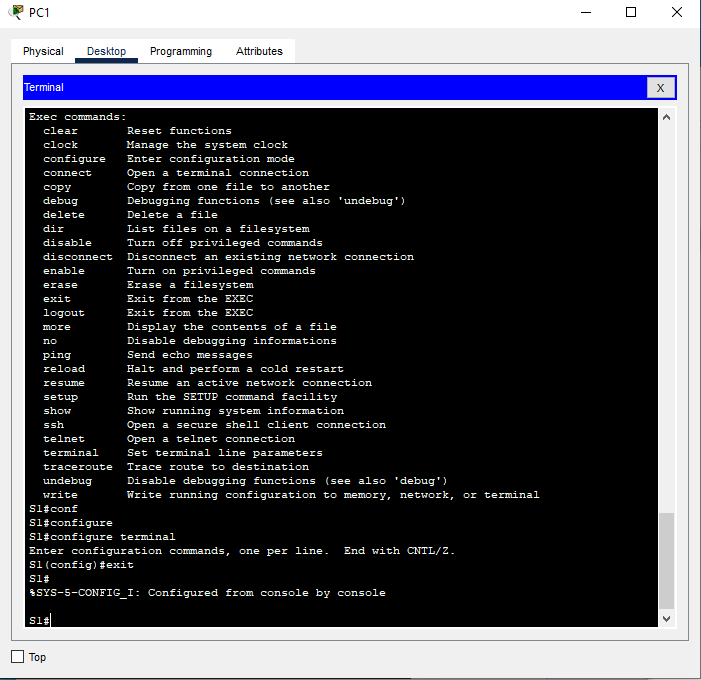 PC1
Physical Desktop Programming Attributes
Terminal X
Exec commands:
  clear       Reset functions
  clock       Manage the system clock
  configure   Enter configuration mode
  connect     Open a terminal connection
  copy        Copy from one file to another
  debug       Debugging functions (see also 'undebug')
  delete      Delete a file
  dir         List files on a filesystem
  disable     Turn off privileged commands
  disconnect  Disconnect an existing network connection
  enable      Turn on privileged commands
  erase       Erase a filesystem
  exit        Exit from the EXEC
  logout      Exit from the EXEC
  more        Display the contents of a file
  no          Disable debugging informations
  ping        Send echo messages
  reload      Halt and perform a cold restart
  resume      Resume an active network connection
  setup       Run the SETUP command facility
  show        Show running system information
  ssh         Open a secure shell client connection
  telnet      Open a telnet connection
  terminal    Set terminal line parameters
  traceroute  Trace route to destination
  undebug     Disable debugging functions (see also 'debug')
  write       Write running configuration to memory, network, or terminal
S1#conf
S1#configure
S1#configure terminal
Enter configuration commands, one per line.  End with CNTL/Z.
S1(config)#exit
S1#
%SYS-5-CONFIG_I: Configured from console by console
S1#
Top